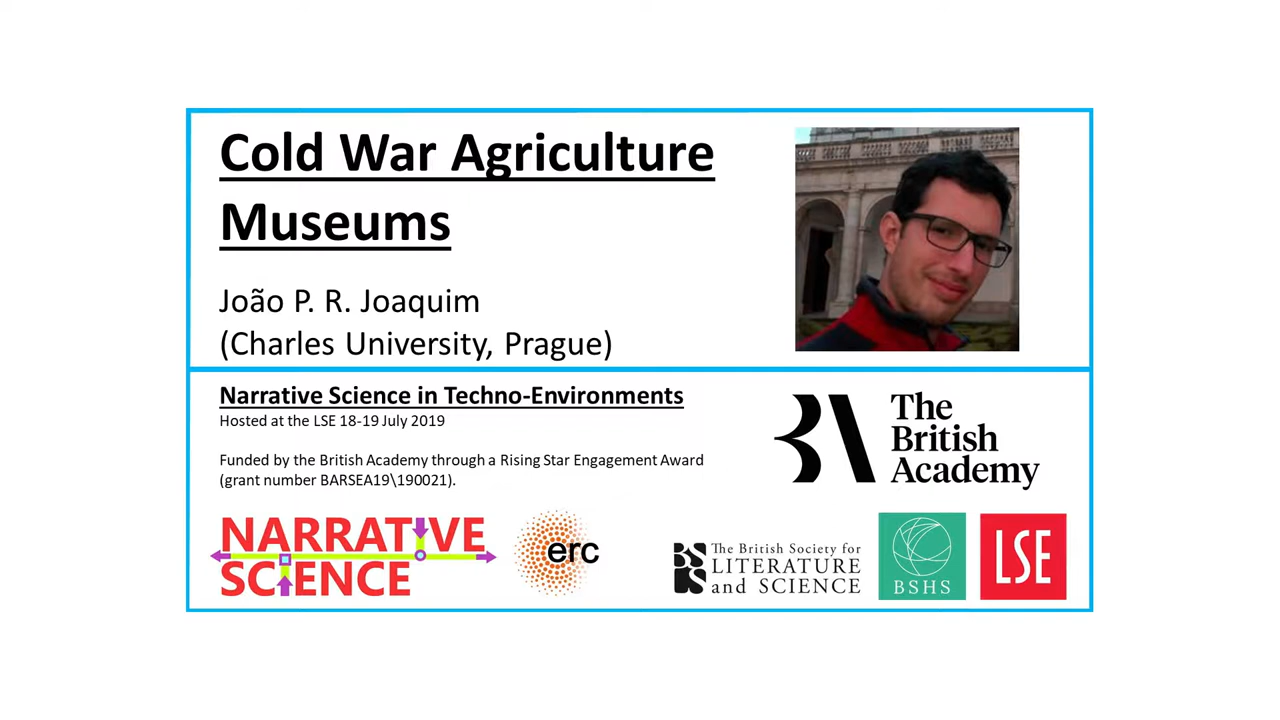 Cold War Agriculture
Museums
João P. R. Joaquim
(Charles University, Prague)
Narrative Science in Techno-Environments
Hosted at the LSE 18-19 July 2019
Funded by the British Academy through a Rising Star Engagement Award
(grant number BARSEA19\190021).
The
British
Academy
NARRATIVE
SCIENCE
erc
BS
LS
The British Society for
LITERATURE
and SCIENCE
BSHS
LSE